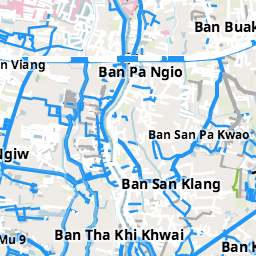 Ban Buak
n Viang
Ban Pa Ngio
Ban San Pa Kwao
Ngiw
Ban San Klang
Ban Tha Khi Khwai
Mu 9
Ban K